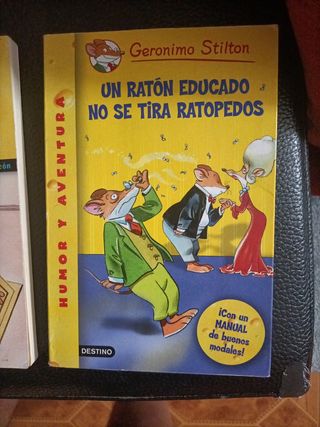 Geronimo Stilton
UN RATÓN EDUCADO
NO SE TIRA RATOPEDOS
HUMOR Y AVENTURA
¡Con un
MANUAL
de buenos
modales!
DESTINO